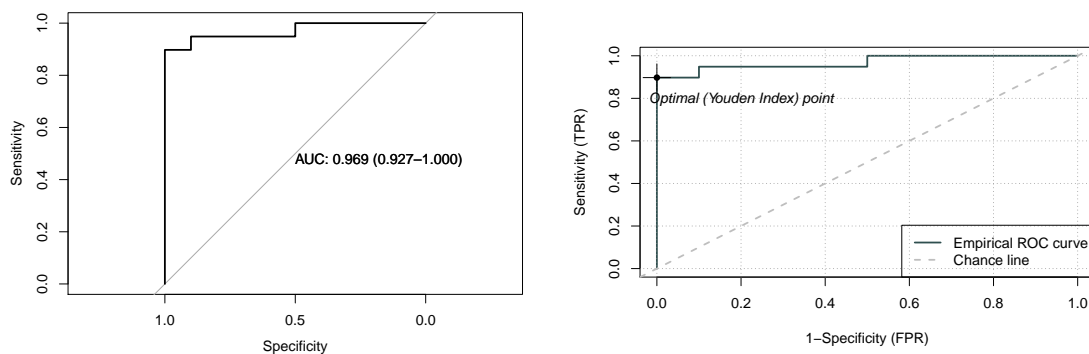 1.0
0.8
0.6
0.4
0.2
0.0
Sensitivity
AUC: 0.969 (0.927–1.000)
1.0 0.5 0.0
Specificity
1.0
0.8
0.6
0.4
0.2
0.0
Sensitivity (TPR)
Optimal (Youden Index) point
Empirical ROC curve
Chance line
0.0 0.2 0.4 0.6 0.8 1.0
1–Specificity (FPR)